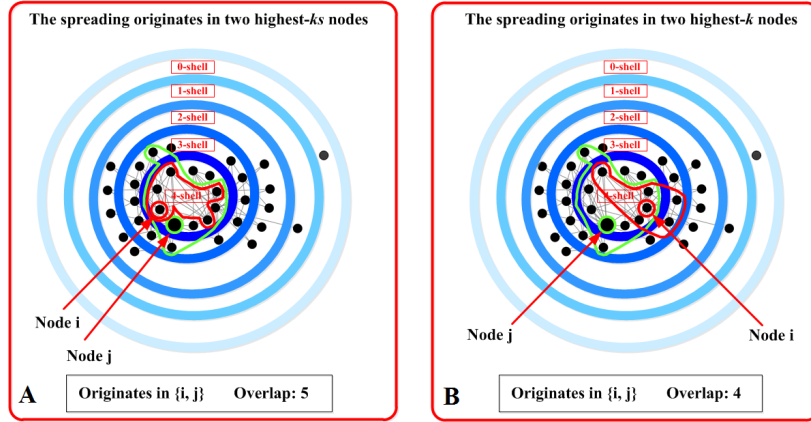 The spreading originates in two highest-ks nodes
0-shell
1-shell
2-shell
3-shell
4-shell
Node i
Node j
A
Originates in {i, j} Overlap: 5
The spreading originates in two highest-k nodes
0-shell
1-shell
2-shell
3-shell
4-shell
Node j
Node i
B
Originates in {i, j} Overlap: 4